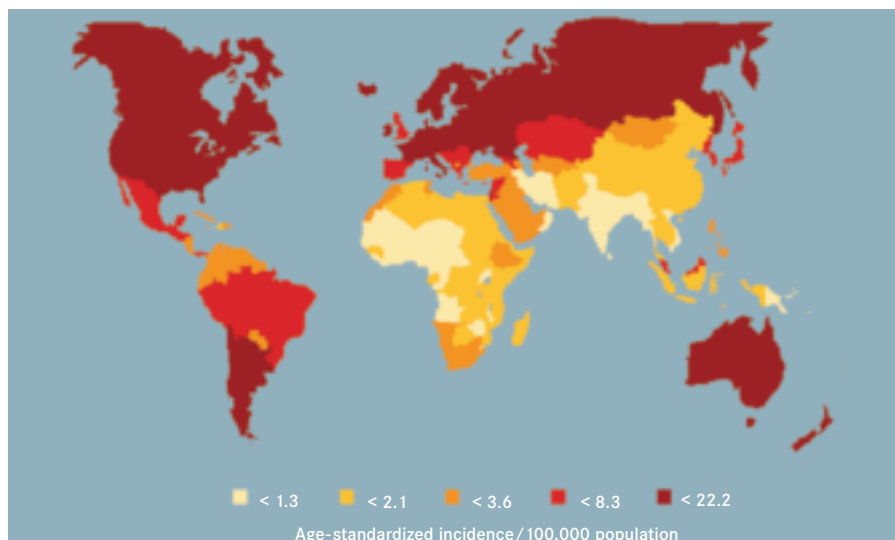 < 1.3 < 2.1 < 3.6 < 8.3 < 22.2
Age-standardized incidence/100,000 population